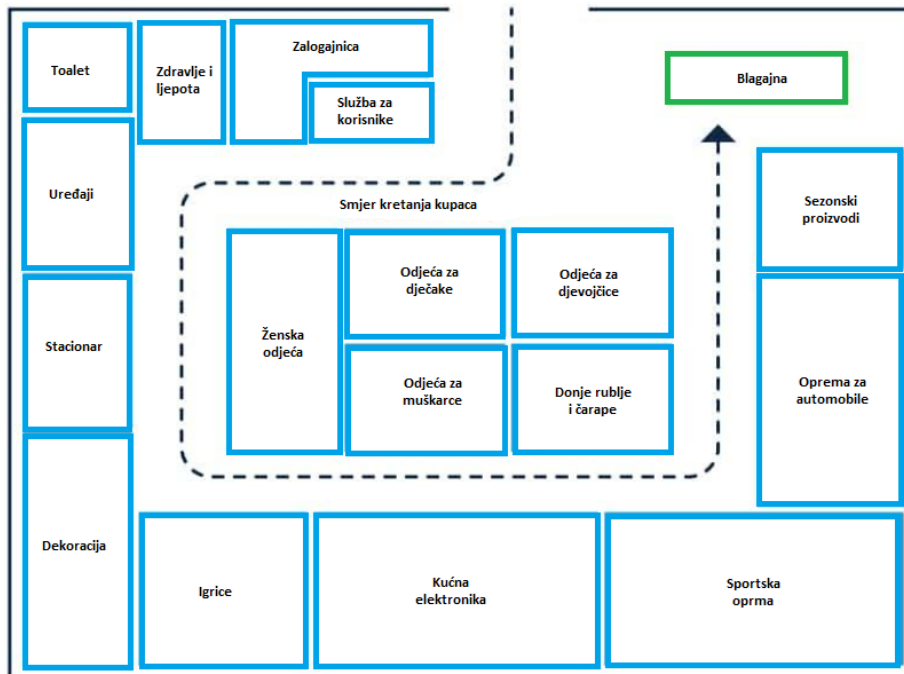 Toalet
Zdravlje i
ljepota
Zalogajnica
Služba za
korisnike
Blagajna
Uređaji
Smjer kretanja kupaca
Sezonski
proizvodi
Stacionar
Ženska
odjeća
Odjeća za
dječake
Odjeća za
djevojčice
Odjeća za
muškarce
Donje rublje
i čarape
Oprema za
automobile
Dekoracija
Igrice
Kućna
elektronika
Sportska
oprma